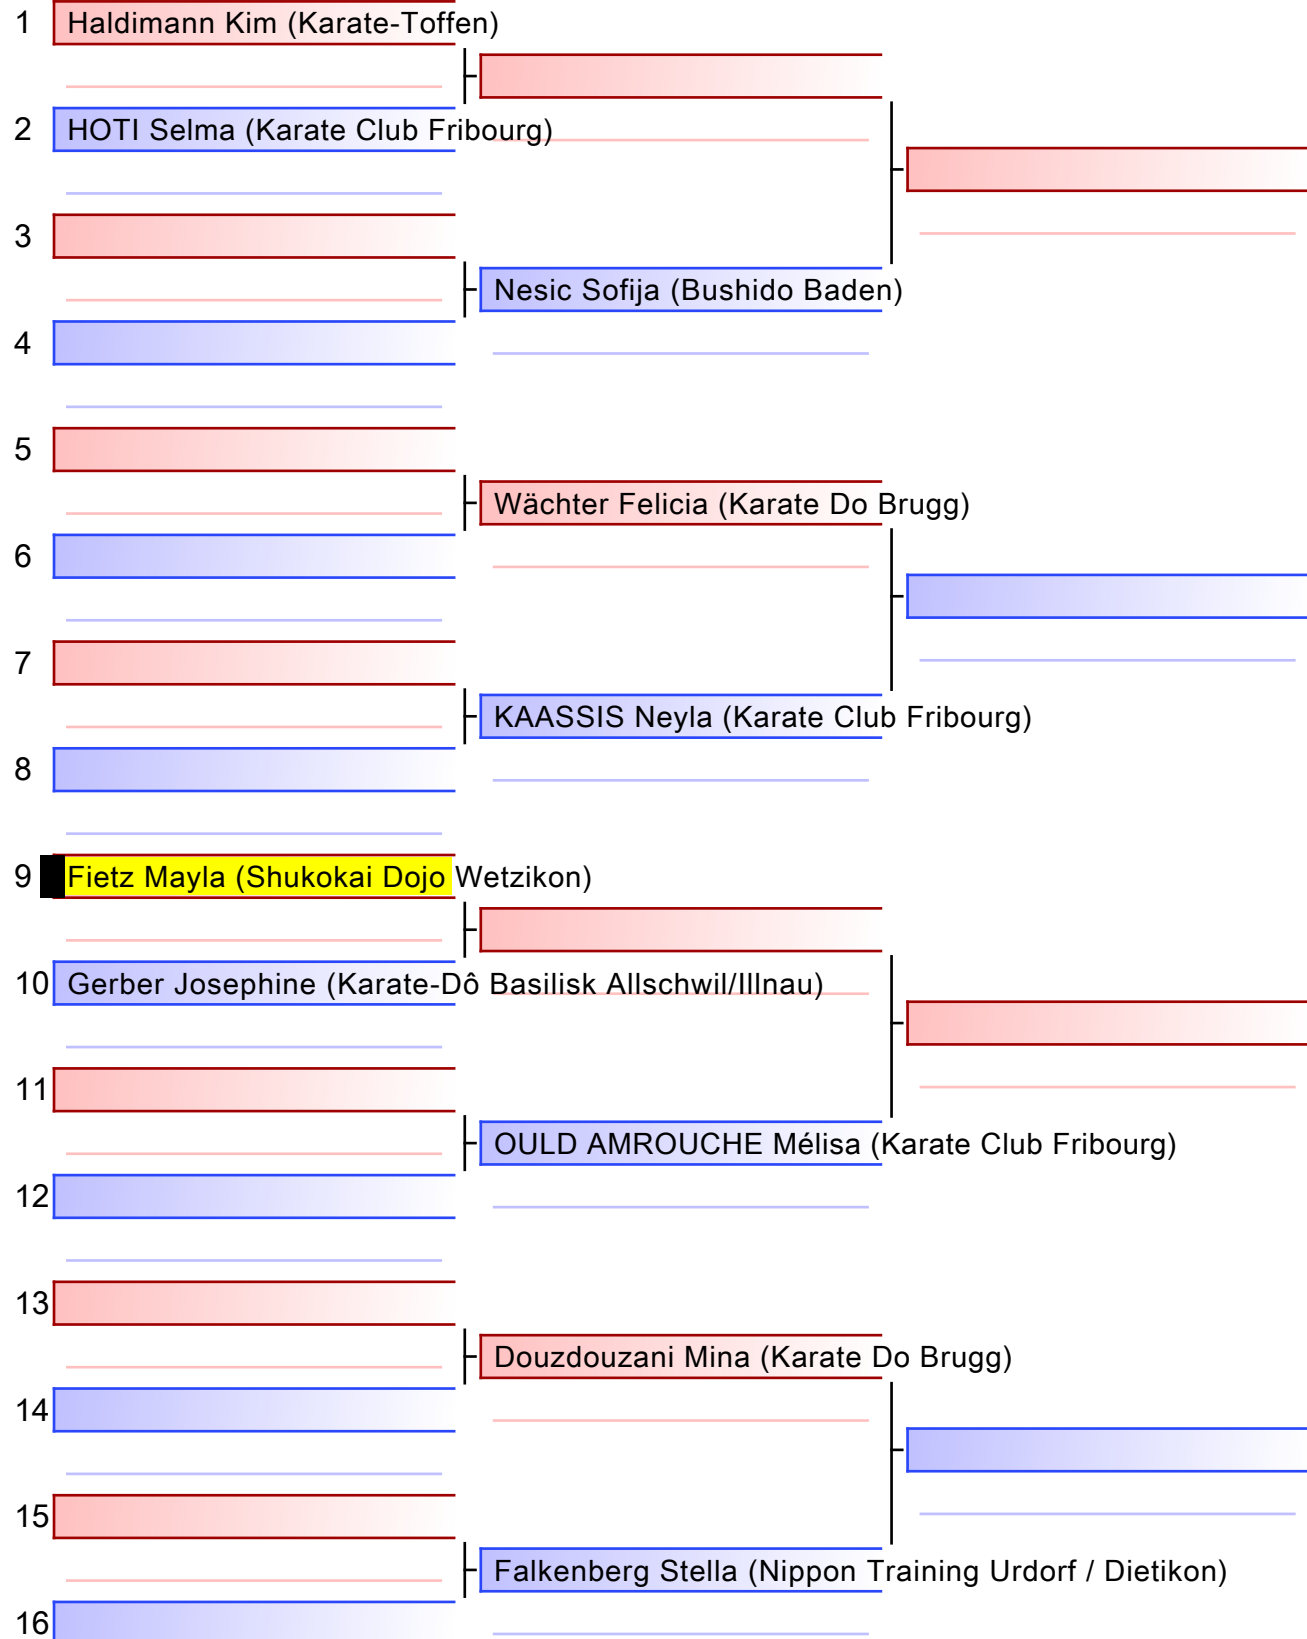 1 Haldimann Kim (Karate-Toffen)
2 HOTI Selma (Karate Club Fribourg)
3
Nesic Sofija (Bushido Baden)
4
5
Wächter Felicia (Karate Do Brugg)
6
7
KAASSIS Neyla (Karate Club Fribourg)
8
9 Fietz Mayla (Shukokai Dojo Wetzikon)
10 Gerber Josephine (Karate-Dô Basilisk Allschwil/Illnau)
11
OULD AMROUCHE Mélisa (Karate Club Fribourg)
12
13
Douzdouzani Mina (Karate Do Brugg)
14
15
Falkenberg Stella (Nippon Training Urdorf / Dietikon)
16